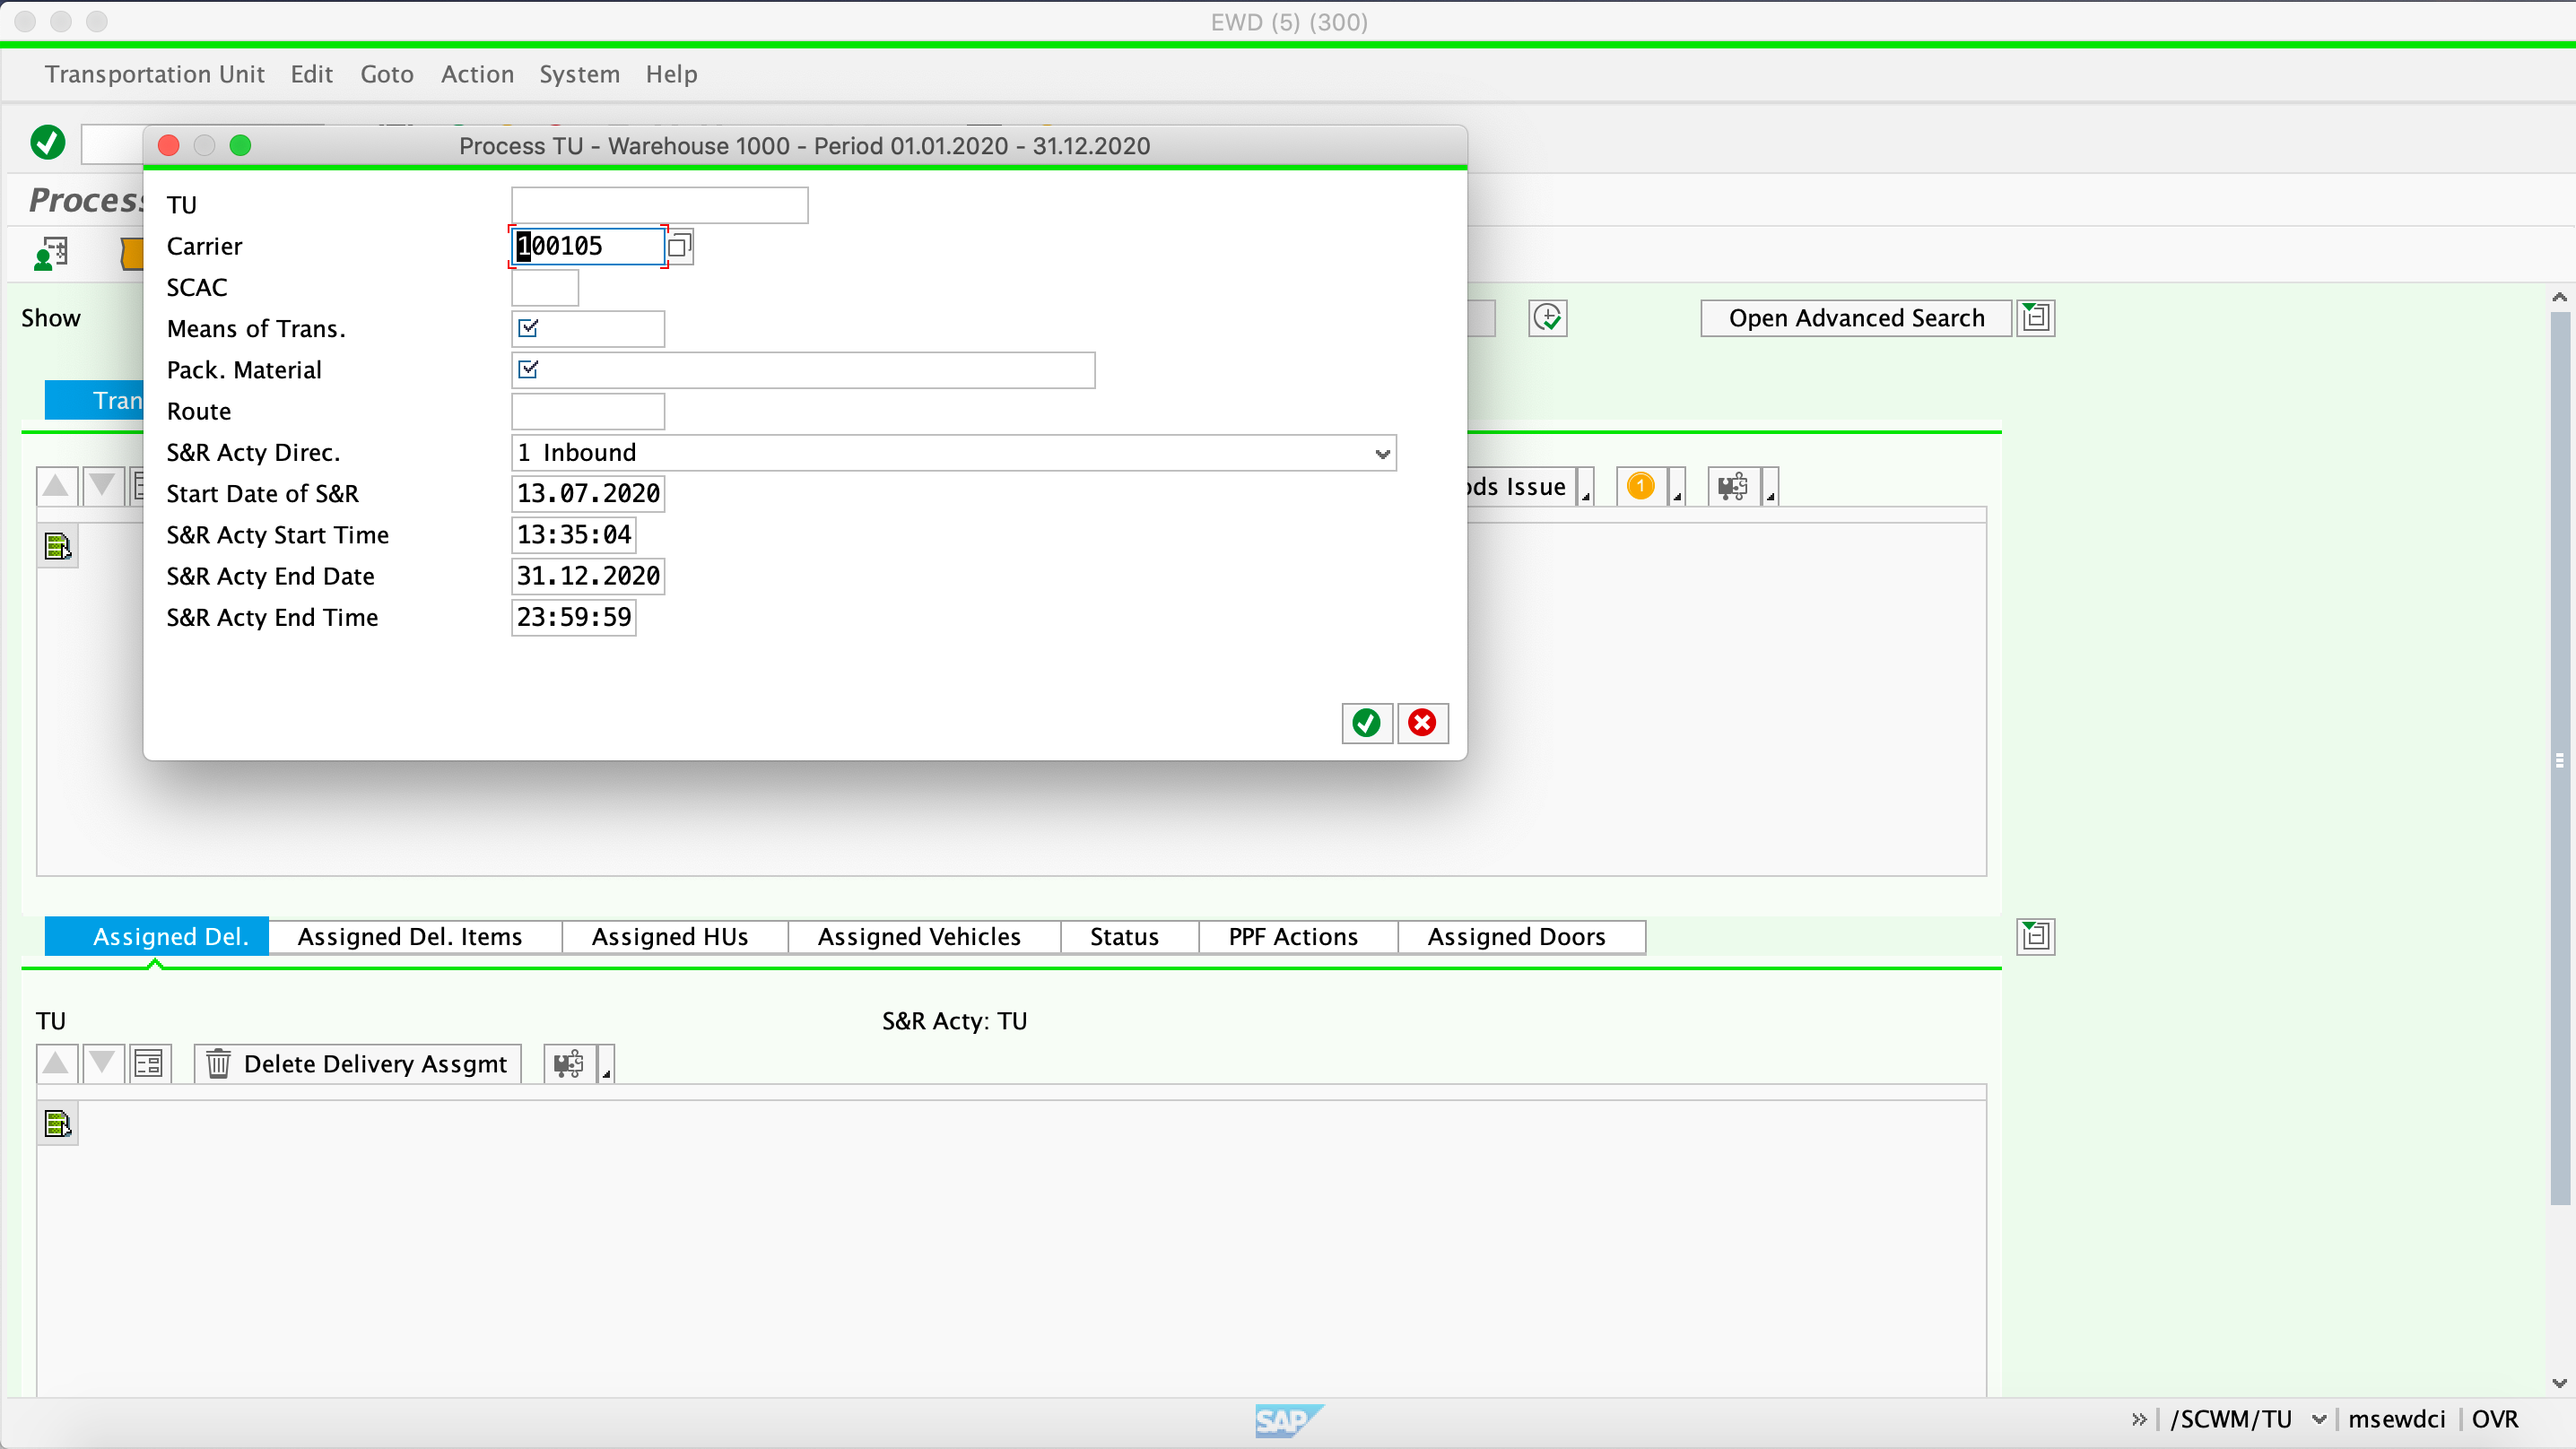 EWD (5) (300)
Transportation Unit Edit Goto Action System Help
Process TU - Warehouse 1000 - Period 01.01.2020 - 31.12.2020
TU
Carrier 100105
SCAC
Means of Trans.
Pack. Material
Route
S&R Acty Direc. 1 Inbound
Start Date of S&R 13.07.2020
S&R Acty Start Time 13:35:04
S&R Acty End Date 31.12.2020
S&R Acty End Time 23:59:59
Show
Open Advanced Search
Issue
1
Assigned Del. Assigned Del. Items Assigned HUs Assigned Vehicles Status PPF Actions Assigned Doors
TU S&R Acty: TU
Delete Delivery Assgmt
SAP
/SCWM/TU msewdci OVR